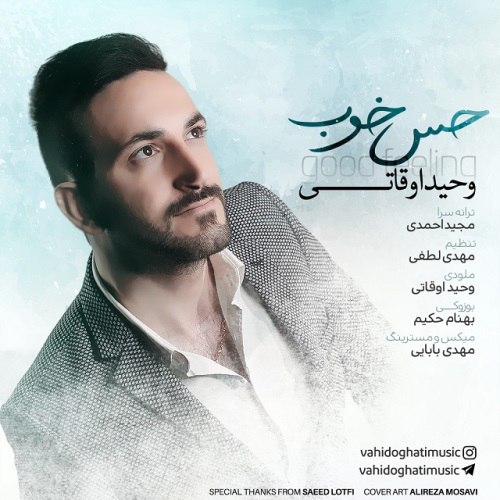 حس خوب
good feeling
وحید اوقاتی
ترانه سرا
مجید احمدی
تنظیم
مهدی لطفی
ملودی
وحید اوقاتی
بوزوکی
بهنام حکیم
میکس و مسترینگ
مهدی بابایی
vahidoghatimusic
vahidoghatimusic
SPECIAL THANKS FROM SAEED LOTFI COVER ART ALIREZA MOSAVI